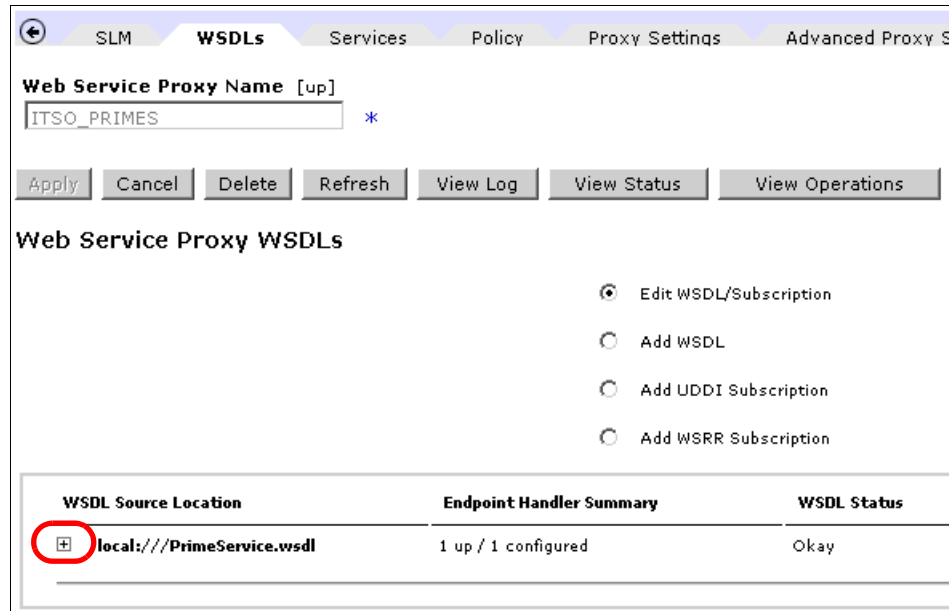 SLM WSDLs Services Policy Proxy Settings Advanced Proxy S
Web Service Proxy Name [up]
ITSO_PRIMES *
Apply Cancel Delete Refresh View Log View Status View Operations
Web Service Proxy WSDLs
Edit WSDL/Subscription
Add WSDL
Add UDDI Subscription
Add WSRR Subscription
WSDL Source Location Endpoint Handler Summary WSDL Status
local:///PrimeService.wsdl 1 up / 1 configured Okay